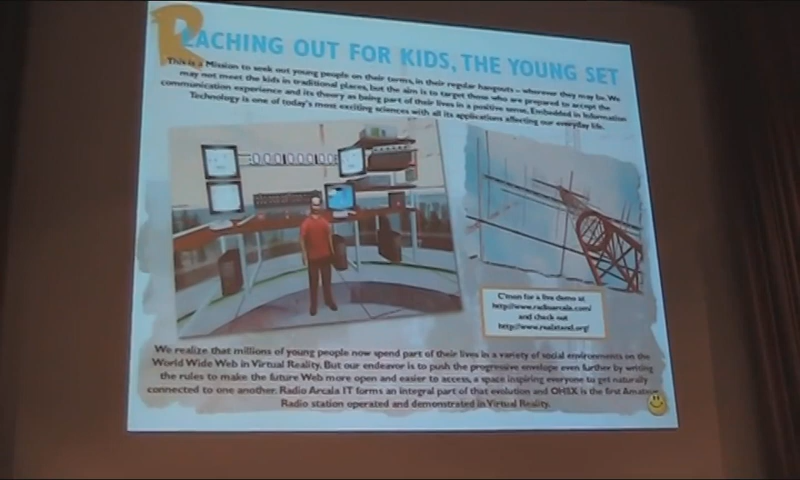 REACHING OUT FOR KIDS, THE YOUNG SET
This is a Mission to seek out young people on their terms, in their regular hangouts – wherever they may be. We
may not meet the kids in traditional places, but the aim is to target those who are prepared to accept the
communication experience and its theory as being part of their lives in a positive sense. Embedded in Information
Technology is one of today's most exciting sciences with all its applications affecting our everyday life.
C'mon for a live demo at
http://www.radioarcala.com/
and check out
http://www.realxtend.org/
We realize that millions of young people now spend part of their lives in a variety of social environments on the
World Wide Web in Virtual Reality. But our endeavor is to push the progressive envelope even further by writing
the rules to make the future Web more open and easier to access, a space inspiring everyone to get naturally
connected to one another. Radio Arcala IT forms an integral part of that evolution and OH8X is the first Amateur
Radio station operated and demonstrated in Virtual Reality.